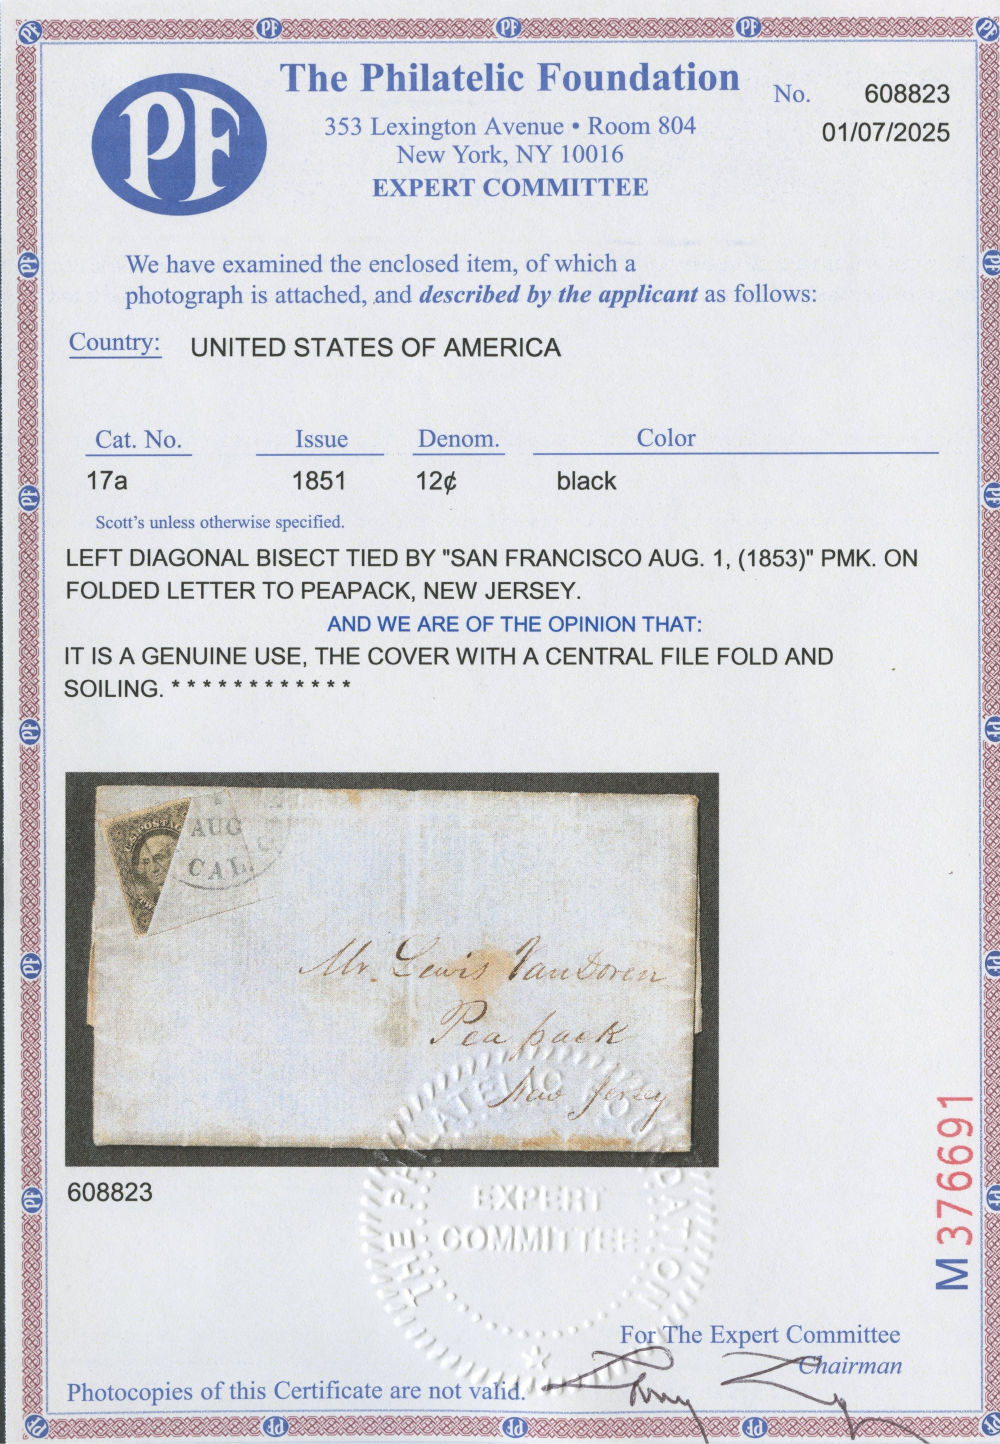 PF
The Philatelic Foundation
No. 608823
353 Lexington Avenue • Room 804
01/07/2025
New York, NY 10016
EXPERT COMMITTEE
We have examined the enclosed item, of which a
photograph is attached, and described by the applicant as follows:
Country: UNITED STATES OF AMERICA
Cat. No. Issue Denom. Color
17a 1851 12¢ black
Scott's unless otherwise specified.
LEFT DIAGONAL BISECT TIED BY "SAN FRANCISCO AUG. 1, (1853)" PMK. ON
FOLDED LETTER TO PEAPACK, NEW JERSEY.
AND WE ARE OF THE OPINION THAT:
IT IS A GENUINE USE, THE COVER WITH A CENTRAL FILE FOLD AND
SOILING. * * * * * * * * * * * *
AUG
CAL.
Mr. Lewis VanDoren
Pea pack
New Jersey
608823
THE PHILATELIC FOUNDATION
EXPERT
COMMITTEE
M 376691
For The Expert Committee
Chairman
Photocopies of this Certificate are not valid.